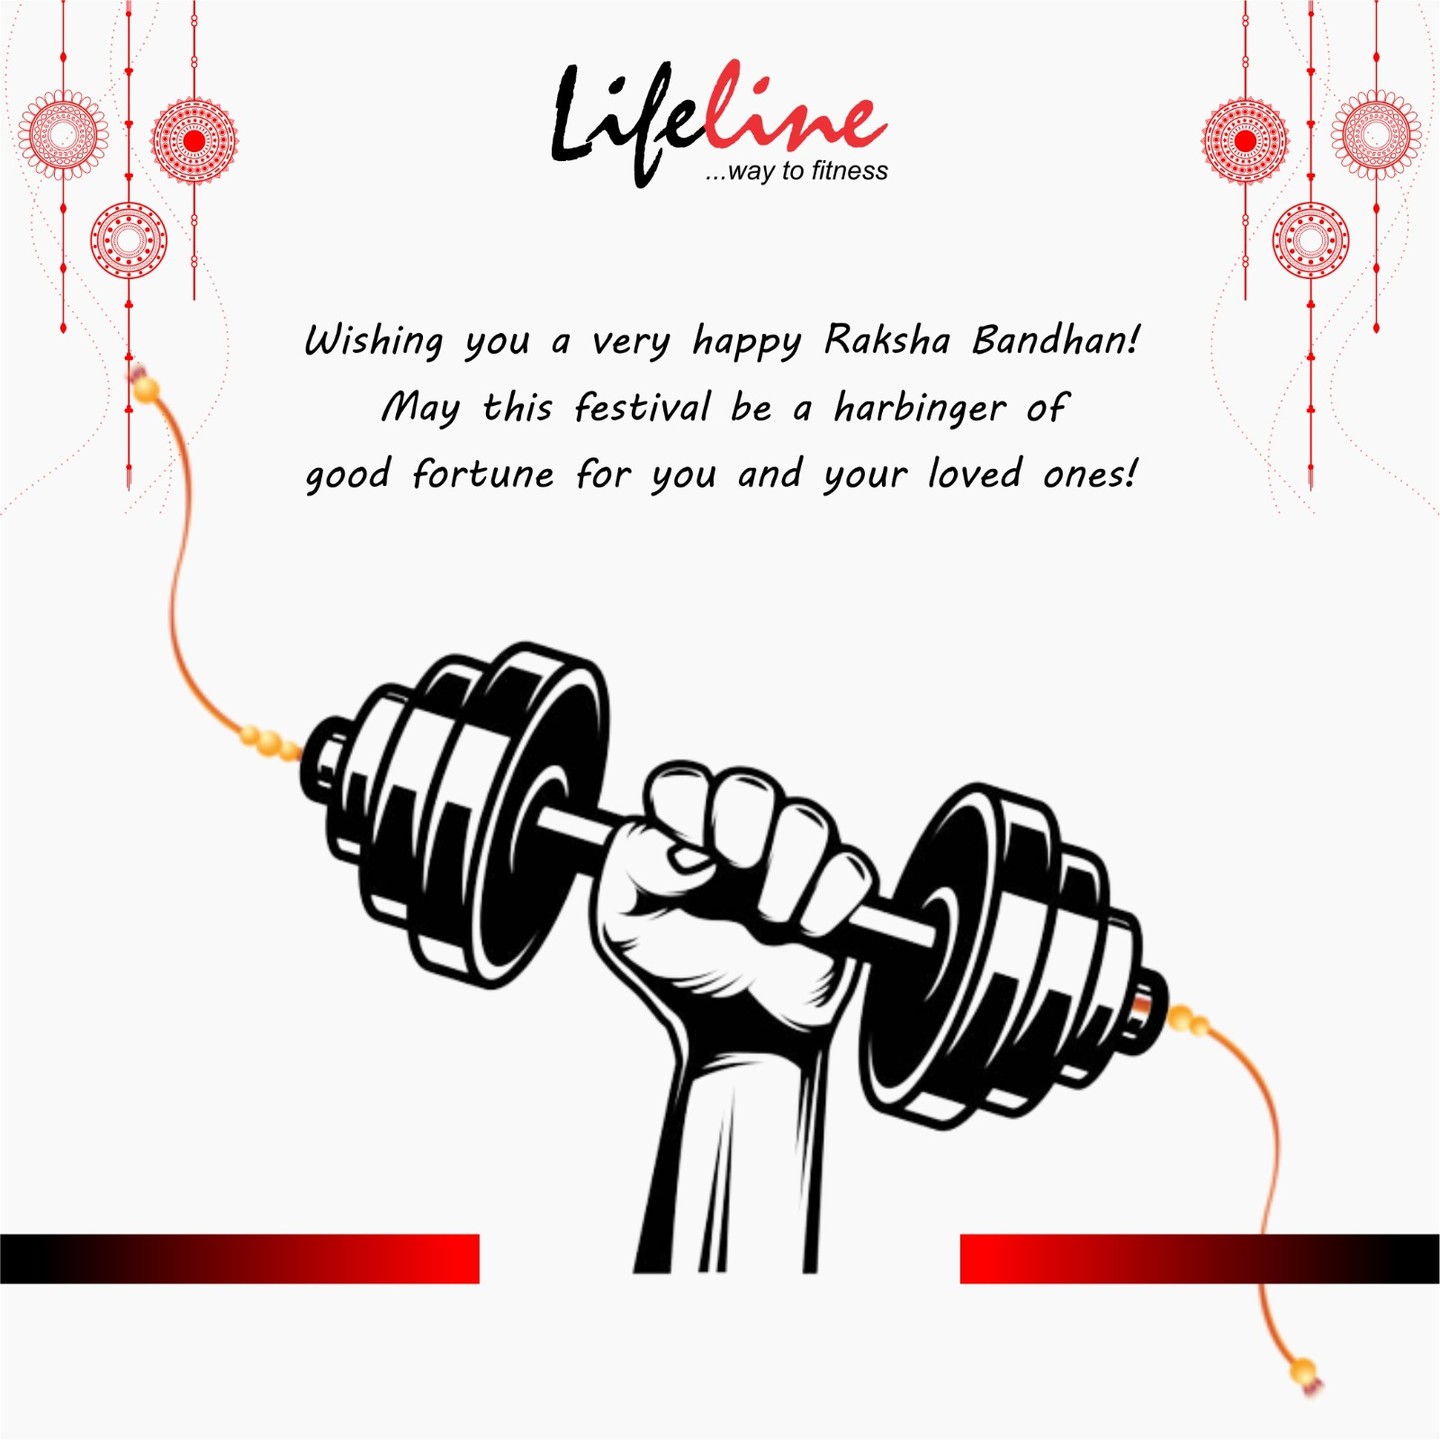 Lifeline
...way to fitness
Wishing you a very happy Raksha Bandhan!
May this festival be a harbinger of
good fortune for you and your loved ones!